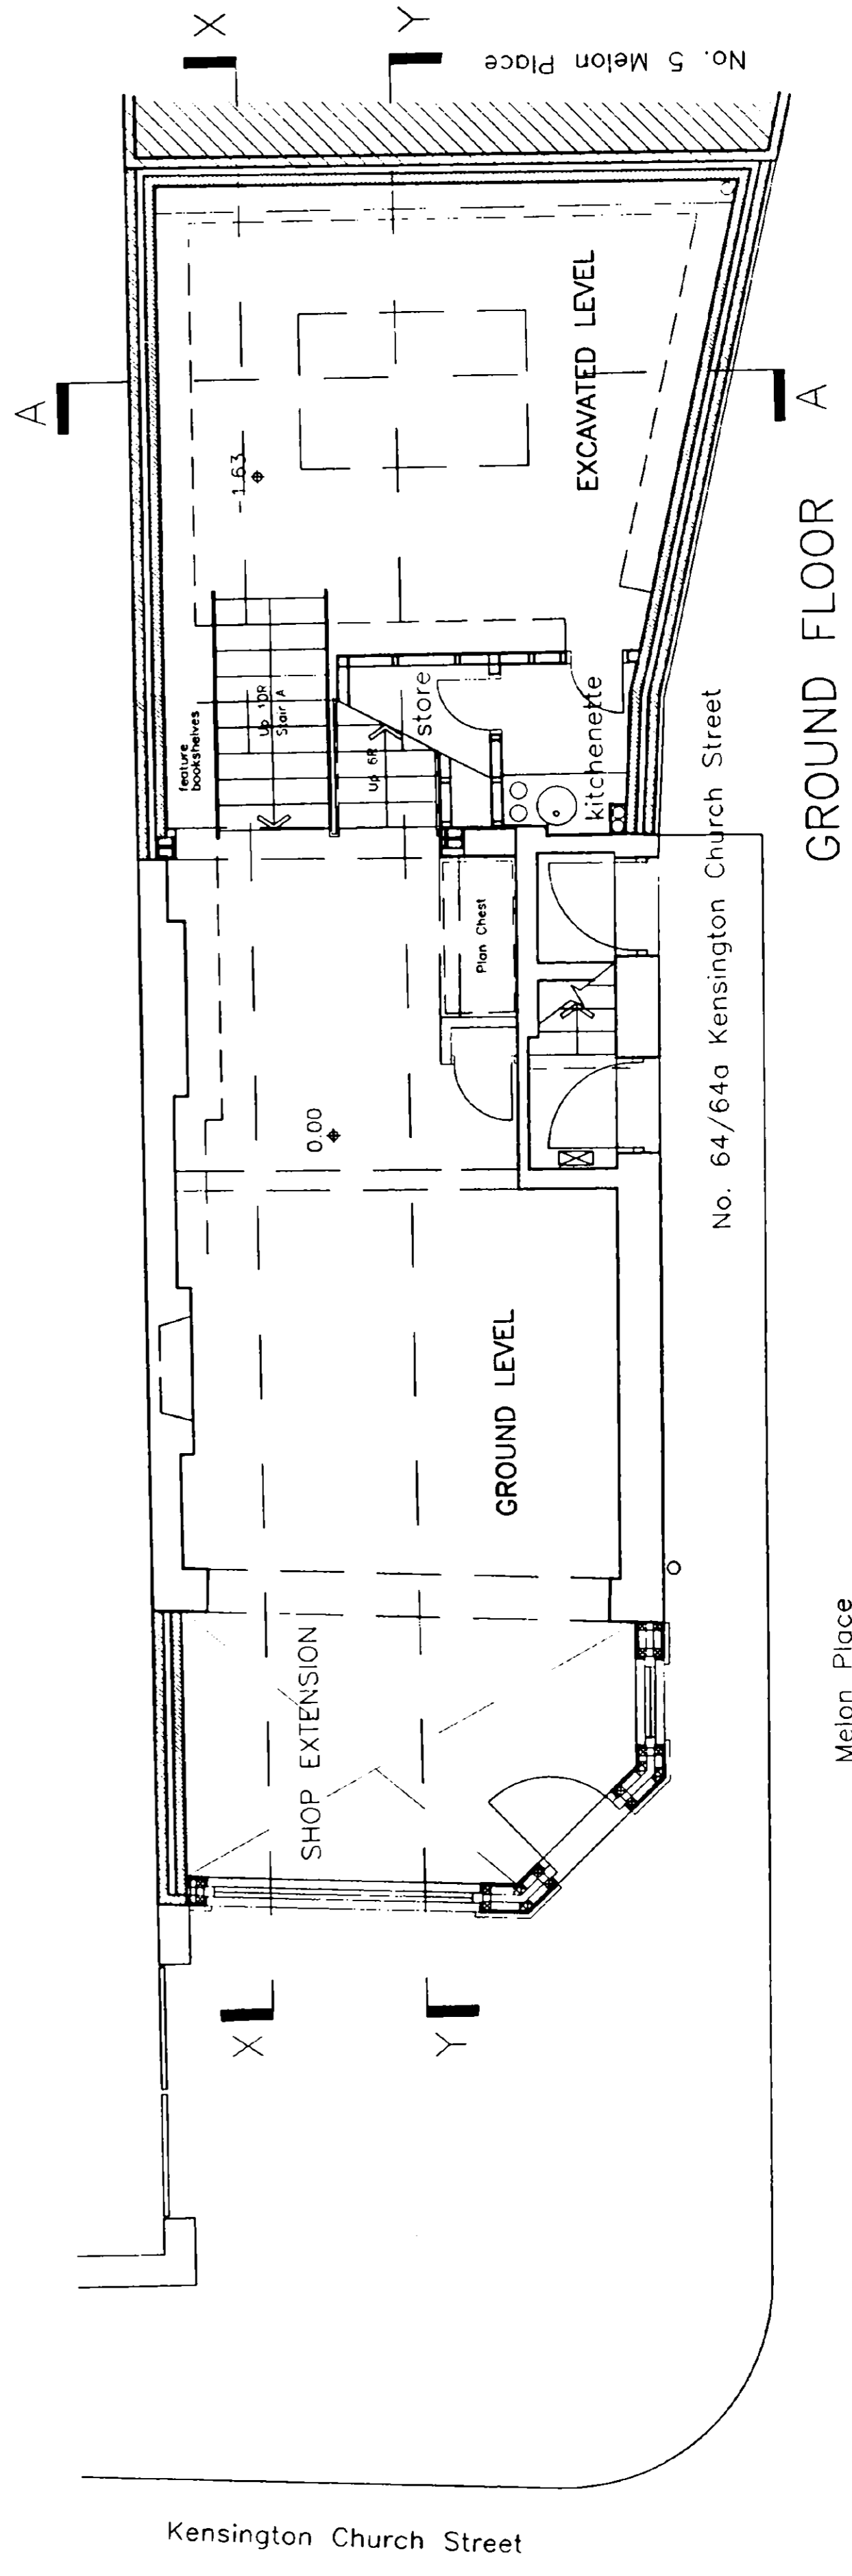 X
Y
No. 5 Melon Place
A
EXCAVATED LEVEL
-1.63
A
GROUND FLOOR
feature
bookshelves
Up 10R
Stair A
Up 6R
store
kitchenette
Plan Chest
No. 64/64a Kensington Church Street
0.00
GROUND LEVEL
SHOP EXTENSION
Melon Place
X
Y
Kensington Church Street